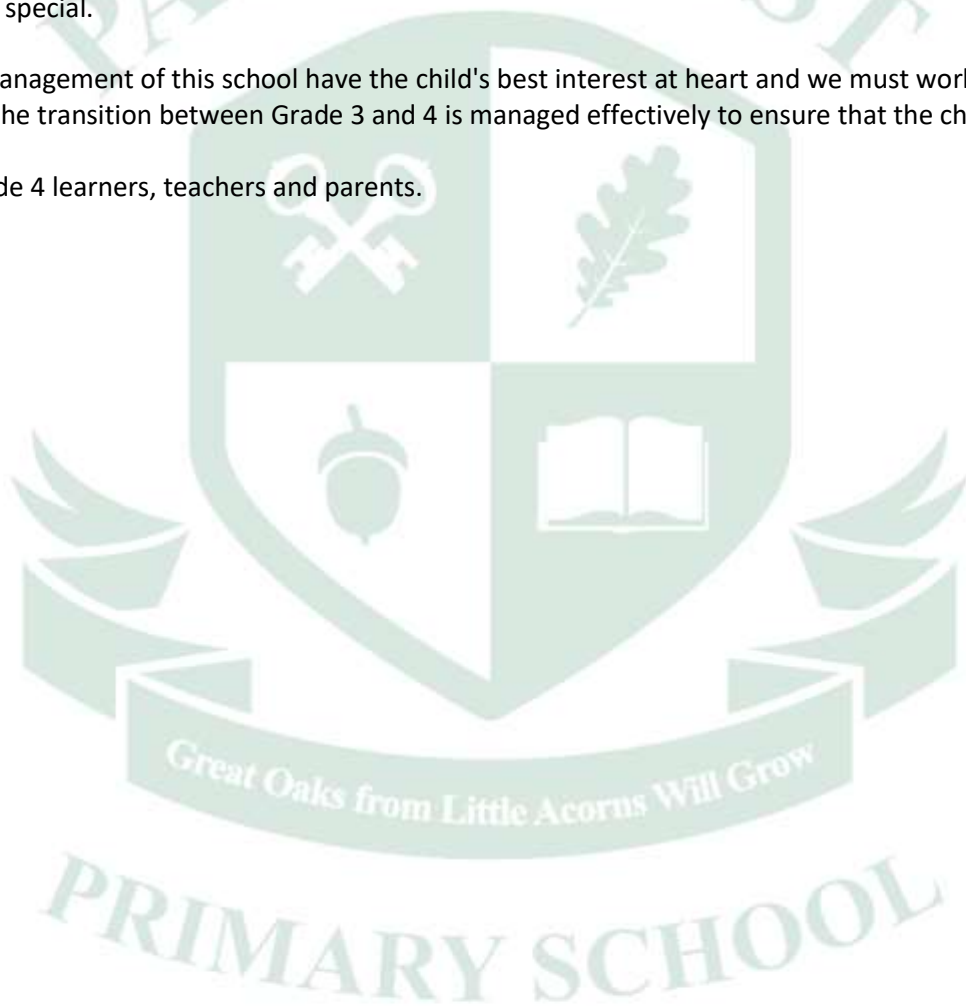 special.
anagement of this school have the child's best interest at heart and we must worl
he transition between Grade 3 and 4 is managed effectively to ensure that the ch
de 4 learners, teachers and parents.
Great Oaks from Little Acorns Will Grow
PRIMARY SCHOOL